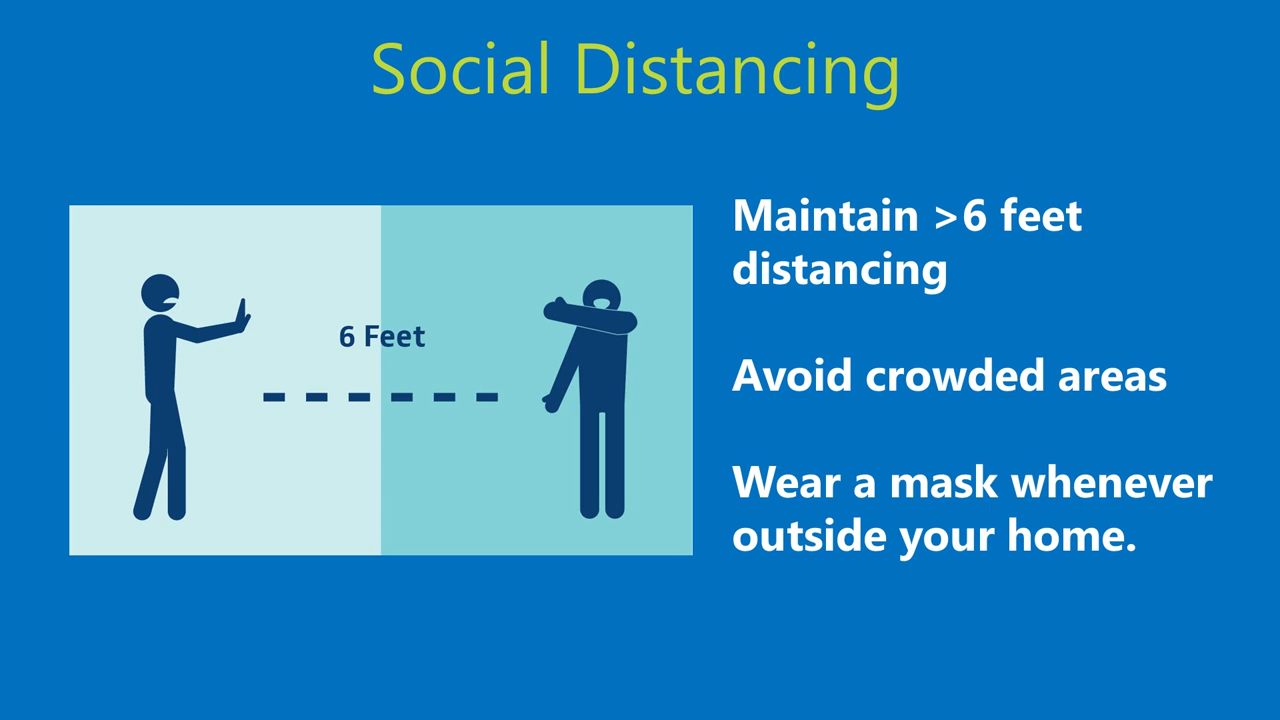 Social Distancing
6 Feet
Maintain >6 feet
distancing
Avoid crowded areas
Wear a mask whenever
outside your home.